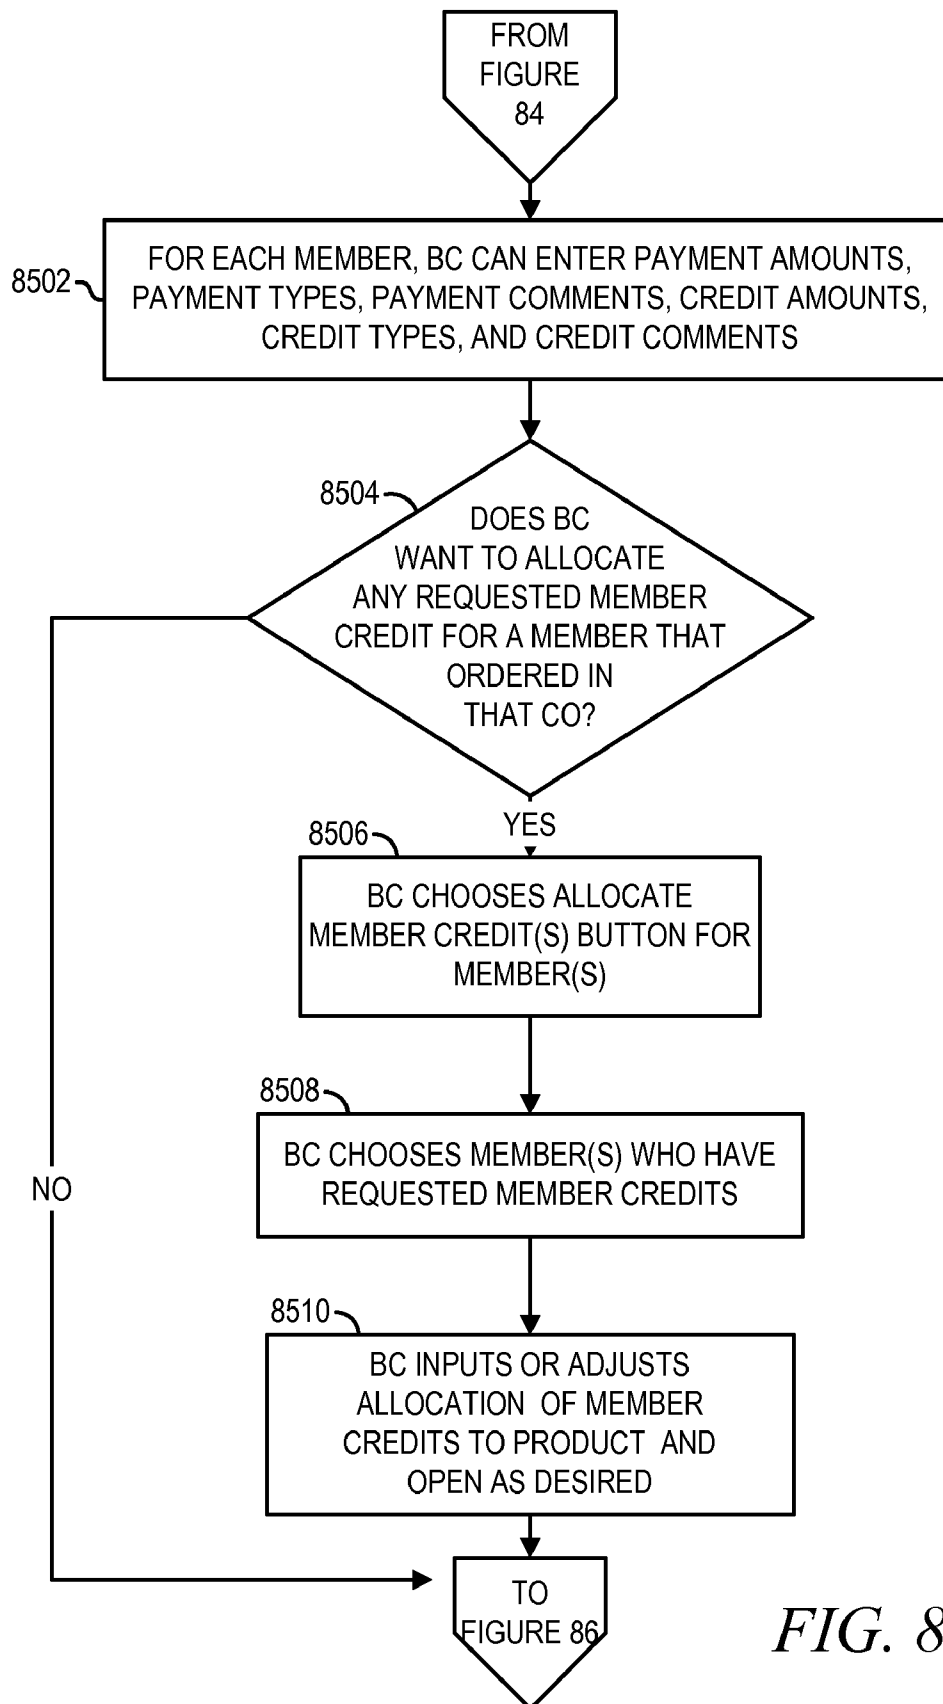 FROM
FIGURE
84
8502
FOR EACH MEMBER, BC CAN ENTER PAYMENT AMOUNTS,
PAYMENT TYPES, PAYMENT COMMENTS, CREDIT AMOUNTS,
CREDIT TYPES, AND CREDIT COMMENTS
8504
DOES BC
WANT TO ALLOCATE
ANY REQUESTED MEMBER
CREDIT FOR A MEMBER THAT
ORDERED IN
THAT CO?
YES
8506
BC CHOOSES ALLOCATE
MEMBER CREDIT(S) BUTTON FOR
MEMBER(S)
8508
BC CHOOSES MEMBER(S) WHO HAVE
REQUESTED MEMBER CREDITS
NO
8510
BC INPUTS OR ADJUSTS
ALLOCATION OF MEMBER
CREDITS TO PRODUCT AND
OPEN AS DESIRED
TO
FIGURE 86
FIG. 8